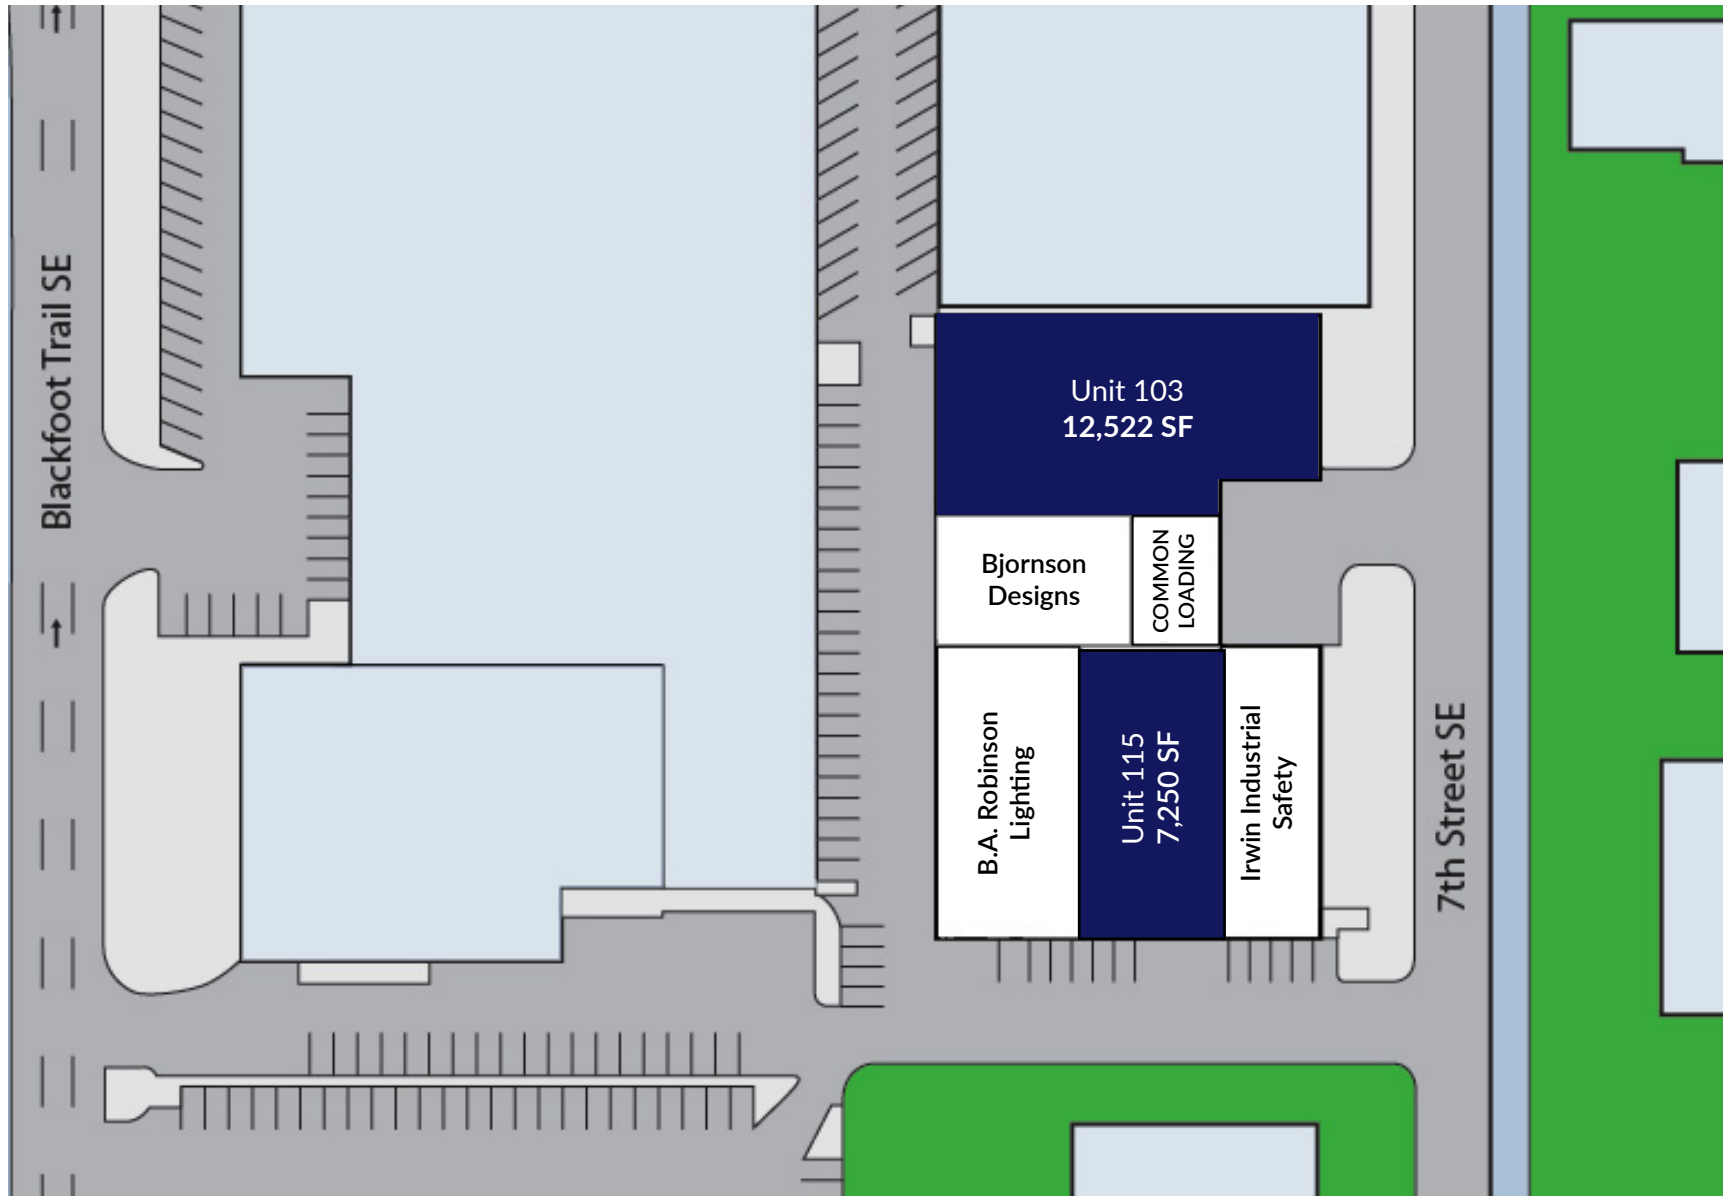 Blackfoot Trail SE
Unit 103
12,522 SF
Bjornson
Designs
COMMON
LOADING
B.A. Robinson
Lighting
Unit 115
7,250 SF
Irwin Industrial
Safety
7th Street SE